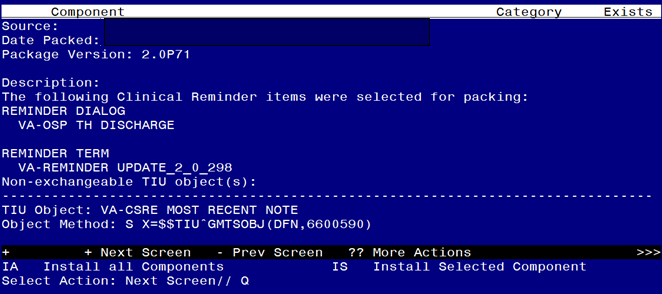 Component Category Exists
Source:
Date Packed:
Package Version: 2.0P71
Description:
The following Clinical Reminder items were selected for packing:
REMINDER DIALOG
VA-OSP TH DISCHARGE
REMINDER TERM
VA-REMINDER UPDATE_2_0_298
Non-exchangeable TIU object(s):
--------------------------------------------------------------------------------
TIU Object: VA-CSRE MOST RECENT NOTE
Object Method: S X=$$TIU^GMTSOBJ(DFN,6600590)
+ + Next Screen - Prev Screen ?? More Actions >>>
IA Install all Components IS Install Selected Component
Select Action: Next Screen// Q